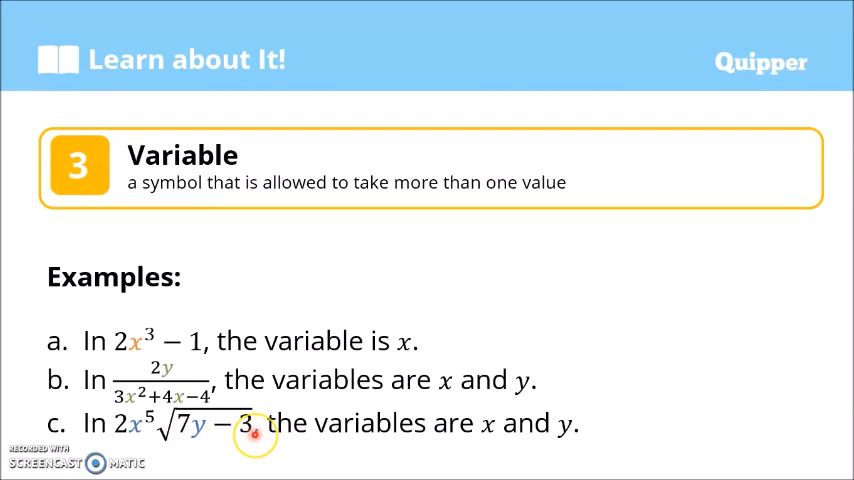 Learn about It!
Quipper
3
Variable
a symbol that is allowed to take more than one value
Examples:
a. In 2x³ − 1, the variable is x.
b. In 2y/(3x²+4x−4), the variables are x and y.
c. In 2x⁵√(7y − 3), the variables are x and y.
RECORDED WITH
SCREENCAST MATIC